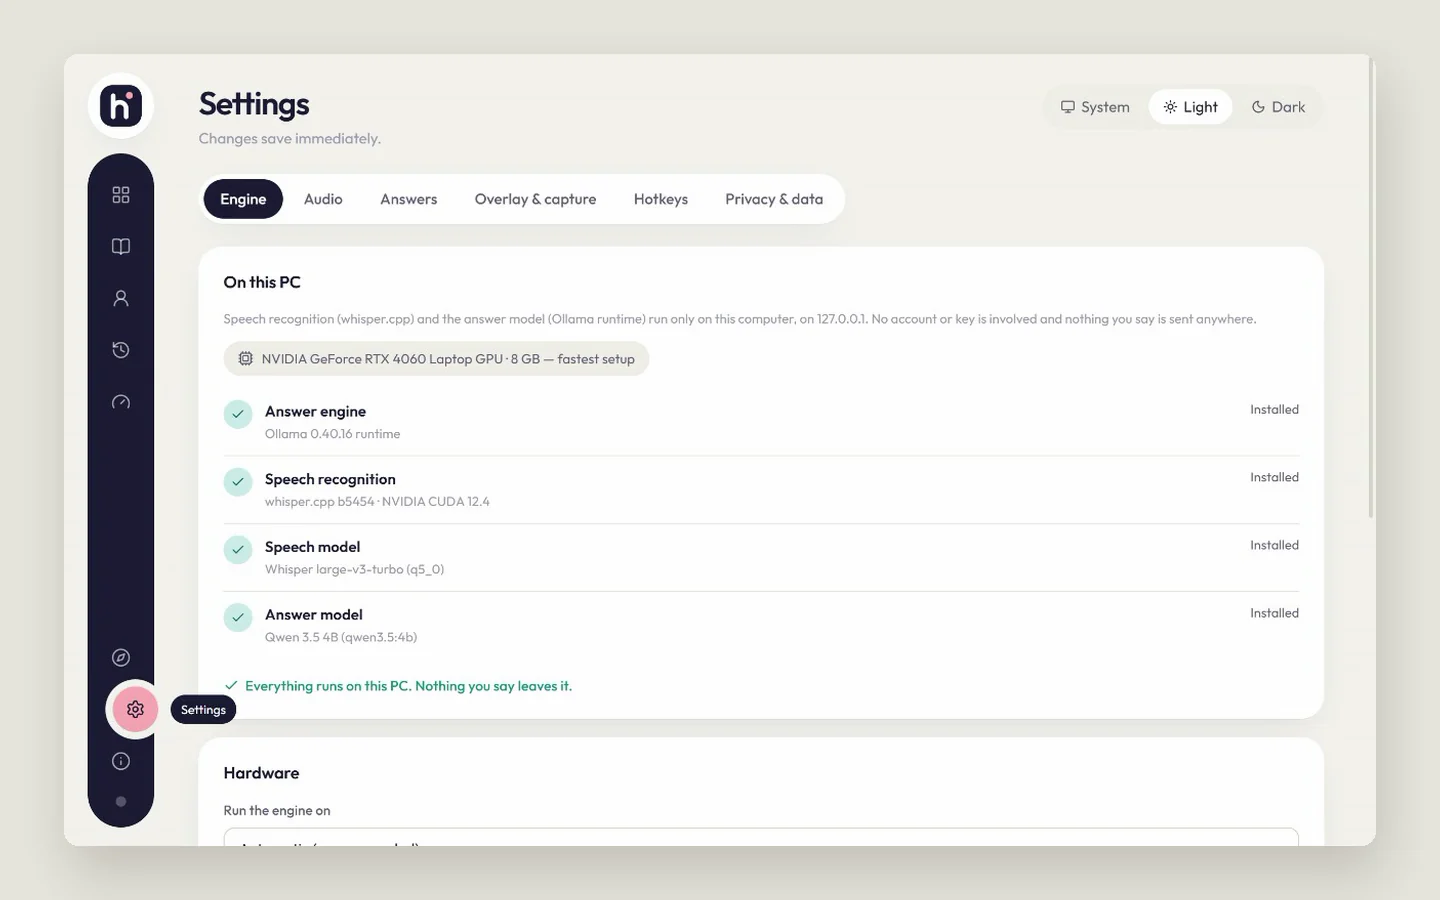 h
Settings
Changes save immediately.
System
Light
Dark
Engine
Audio
Answers
Overlay & capture
Hotkeys
Privacy & data
On this PC
Speech recognition (whisper.cpp) and the answer model (Ollama runtime) run only on this computer, on 127.0.0.1. No account or key is involved and nothing you say is sent anywhere.
NVIDIA GeForce RTX 4060 Laptop GPU · 8 GB — fastest setup
Answer engine
Installed
Ollama 0.40.16 runtime
Speech recognition
Installed
whisper.cpp b5454 · NVIDIA CUDA 12.4
Speech model
Installed
Whisper large-v3-turbo (q5_0)
Answer model
Installed
Qwen 3.5 4B (qwen3.5:4b)
Everything runs on this PC. Nothing you say leaves it.
Settings
Hardware
Run the engine on